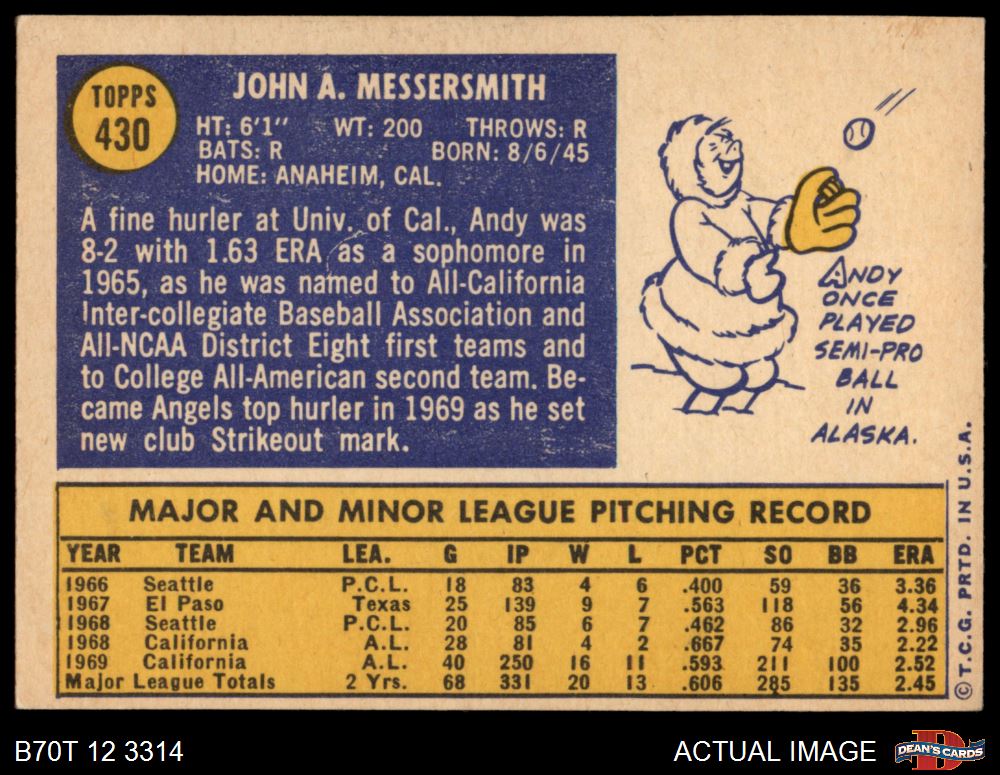 TOPPS
430
JOHN A. MESSERSMITH
HT: 6'1" WT: 200 THROWS: R
BATS: R BORN: 8/6/45
HOME: ANAHEIM, CAL.
A fine hurler at Univ. of Cal., Andy was
8-2 with 1.63 ERA as a sophomore in
1965, as he was named to All-California
Inter-collegiate Baseball Association and
All-NCAA District Eight first teams and
to College All-American second team. Be-
came Angels top hurler in 1969 as he set
new club Strikeout mark.
ANDY
ONCE
PLAYED
SEMI-PRO
BALL
IN
ALASKA.
MAJOR AND MINOR LEAGUE PITCHING RECORD
YEAR TEAM LEA. G IP W L PCT SO BB ERA
1966 Seattle P.C.L. 18 83 4 6 .400 59 36 3.36
1967 El Paso Texas 25 139 9 7 .563 118 56 4.34
1968 Seattle P.C.L. 20 85 6 7 .462 86 32 2.96
1968 California A.L. 28 81 4 2 .667 74 35 2.22
1969 California A.L. 40 250 16 11 .593 211 100 2.52
Major League Totals 2 Yrs. 68 331 20 13 .606 285 135 2.45
© T.C.G. PRTD. IN U.S.A.
B70T 12 3314
ACTUAL IMAGE
DEAN'S CARDS